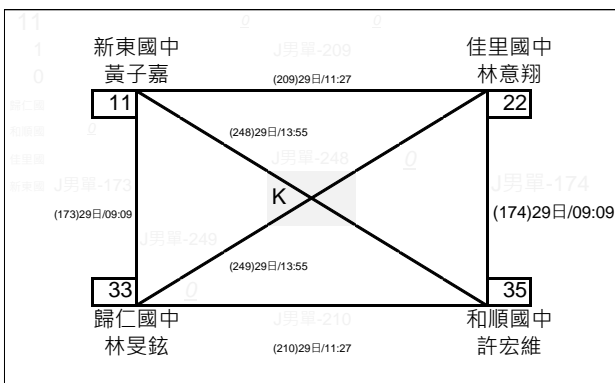 11 0 0
新東國中 佳里國中
1 J男單-209
黃子嘉 林意翔
0 (209)29日/11:27
11 22
歸仁國
和順國 0 (248)29日/13:55
佳里國 J男單-248 0
新東國 J男單-173 J男單-174
K
(173)29日/09:09 (174)29日/09:09
J男單-249
(249)29日/13:55
33 0 35
歸仁國中 J男單-210 和順國中
林旻鉉 (210)29日/11:27 許宏維